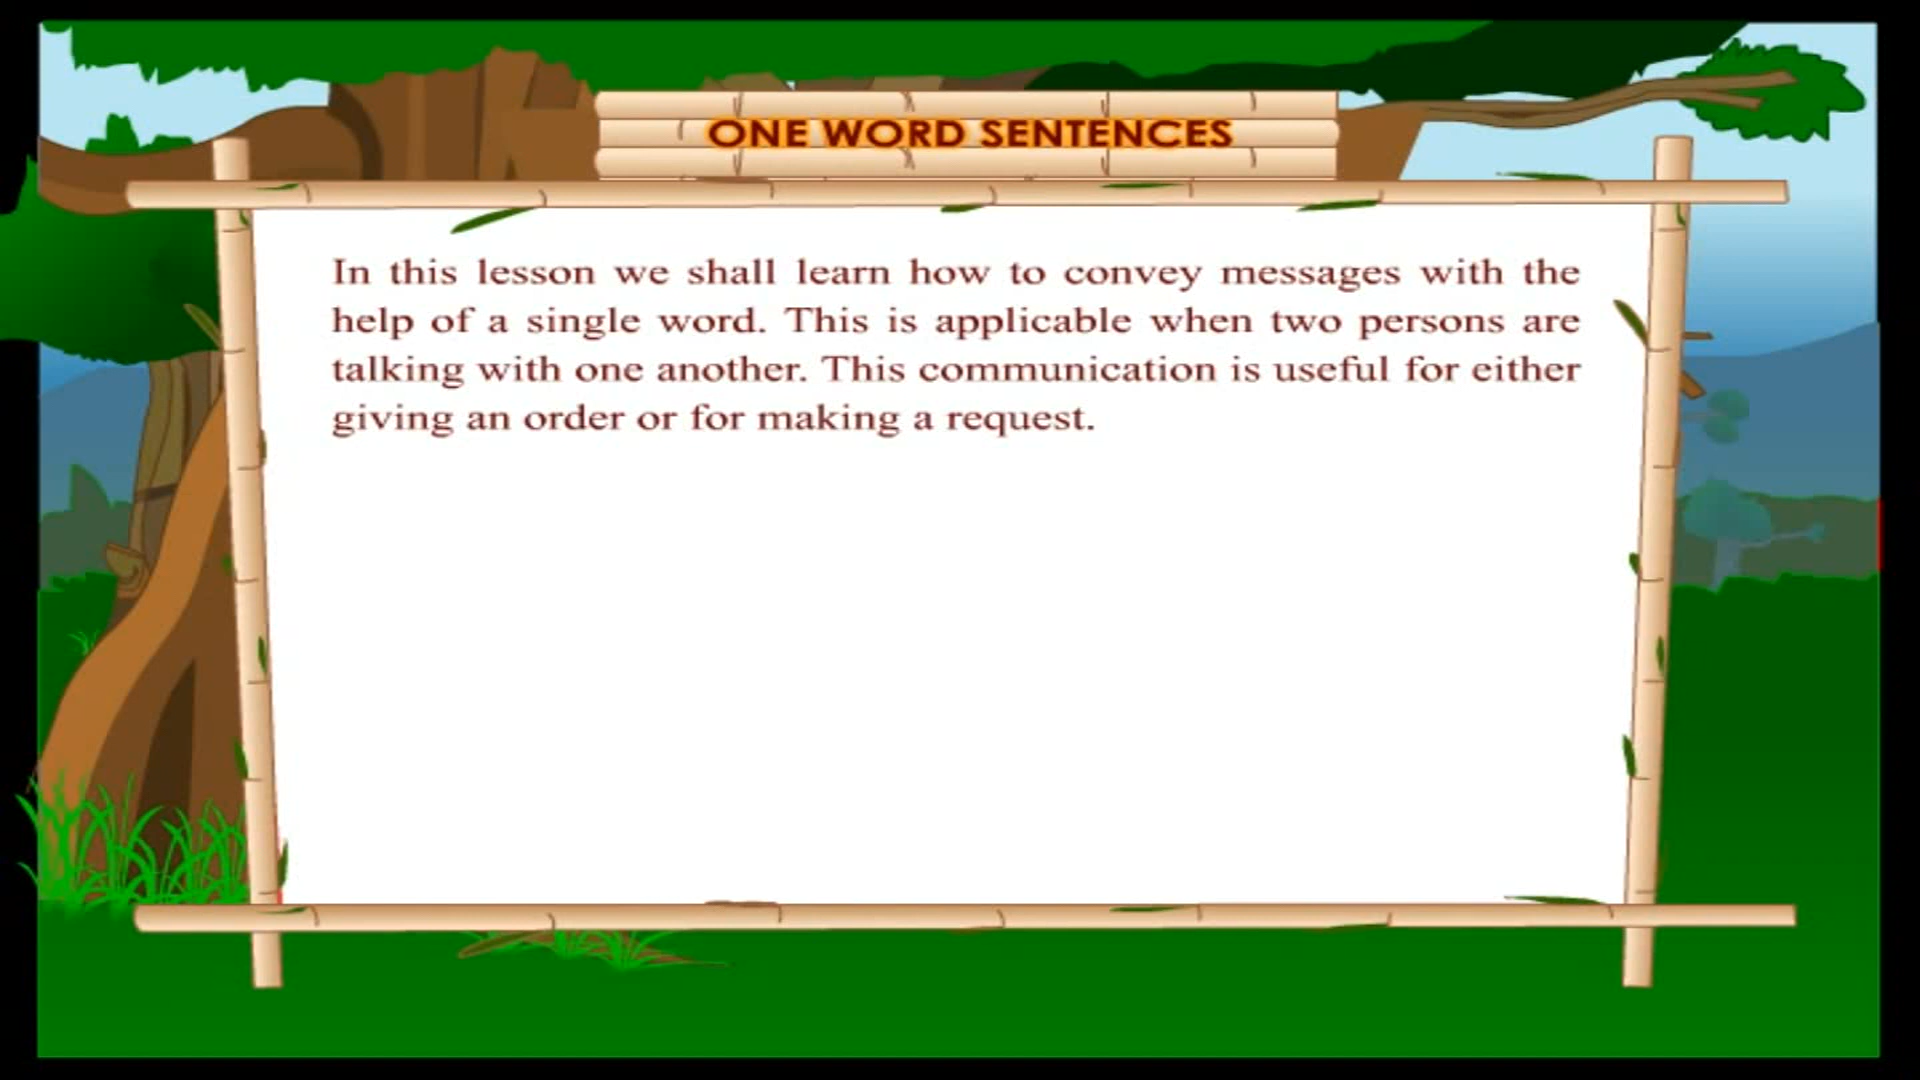 ONE WORD SENTENCES
In this lesson we shall learn how to convey messages with the
help of a single word. This is applicable when two persons are
talking with one another. This communication is useful for either
giving an order or for making a request.